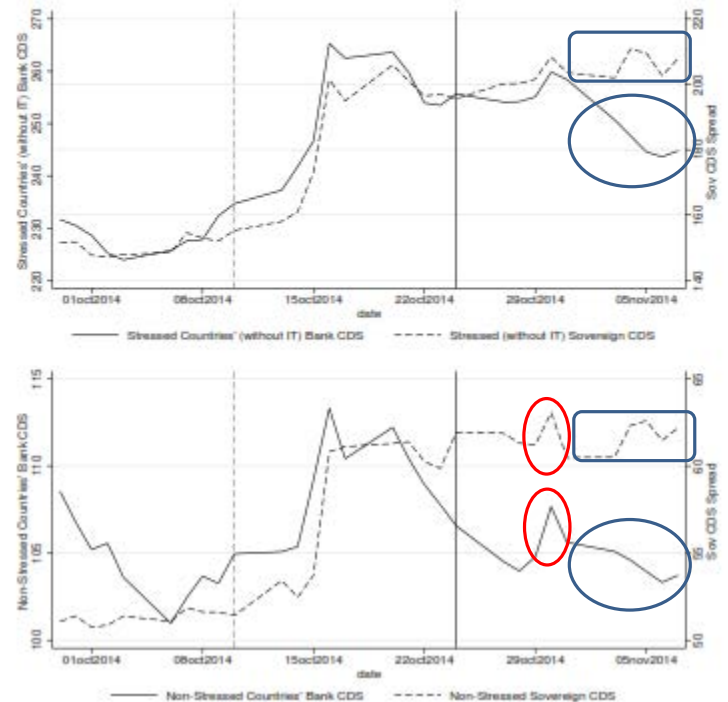 270
260
250
240
230
220
Stressed Countries' (without IT) Bank CDS
220
200
180
160
140
Sov CDS Spread
01oct2014 08oct2014 15oct2014 22oct2014 29oct2014 05nov2014
date
Stressed Countries' (without IT) Bank CDS Stressed (without IT) Sovereign CDS
115
110
105
100
Non-Stressed Countries' Bank CDS
65
60
55
50
Sov CDS Spread
01oct2014 08oct2014 15oct2014 22oct2014 29oct2014 05nov2014
date
Non-Stressed Countries' Bank CDS Non-Stressed Sovereign CDS